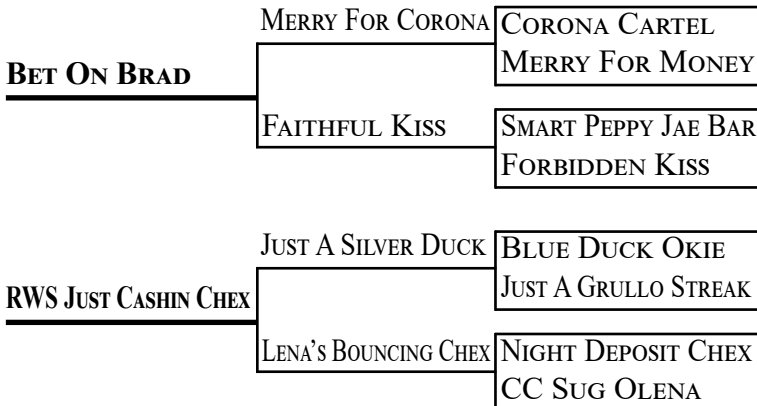 Merry For Corona
Corona Cartel
Merry For Money
Bet On Brad
Faithful Kiss
Smart Peppy Jae Bar
Forbidden Kiss
Just A Silver Duck
Blue Duck Okie
Just A Grullo Streak
RWS Just Cashin Chex
Lena's Bouncing Chex
Night Deposit Chex
CC Sug Olena